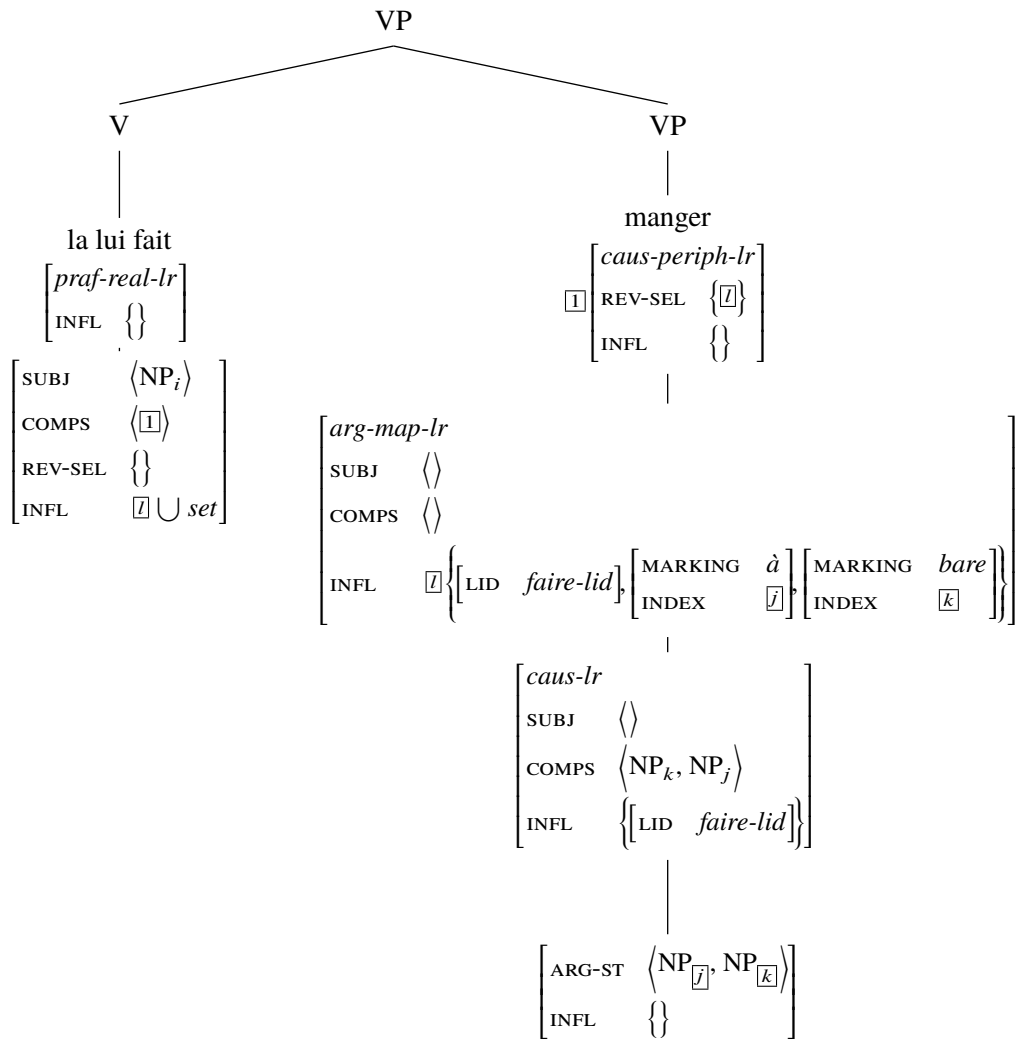 VP
V VP
la lui fait
praf-real-lr
INFL {}
SUBJ ⟨NP_i⟩
COMPS ⟨[1]⟩
REV-SEL {}
INFL [l] ⋃ set
manger
[1] caus-periph-lr
REV-SEL {[l]}
INFL {}
arg-map-lr
SUBJ ⟨⟩
COMPS ⟨⟩
INFL [l] {[LID faire-lid], [MARKING à INDEX [j]], [MARKING bare INDEX [k]]}
caus-lr
SUBJ ⟨⟩
COMPS ⟨NP_k, NP_j⟩
INFL {[LID faire-lid]}
ARG-ST ⟨NP_[j], NP_[k]⟩
INFL {}